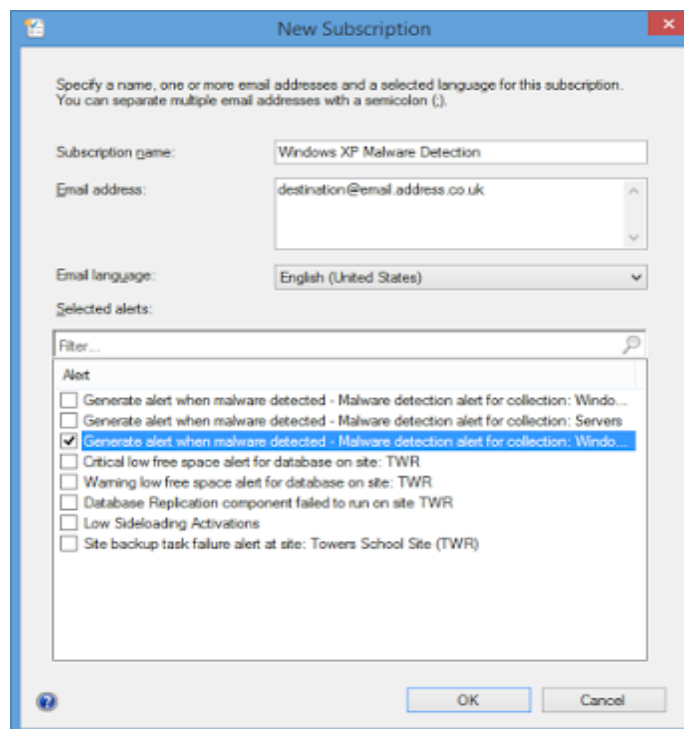 New Subscription
Specify a name, one or more email addresses and a selected language for this subscription.
You can separate multiple email addresses with a semicolon (;).
Subscription name:
Windows XP Malware Detection
Email address:
destination@email.address.co.uk
Email language:
English (United States)
Selected alerts:
Filter...
Alert
Generate alert when malware detected - Malware detection alert for collection: Windo...
Generate alert when malware detected - Malware detection alert for collection: Servers
Generate alert when malware detected - Malware detection alert for collection: Windo...
Critical low free space alert for database on site: TWR
Warning low free space alert for database on site: TWR
Database Replication component failed to run on site TWR
Low Sideloading Activations
Site backup task failure alert at site: Towers School Site (TWR)
OK
Cancel